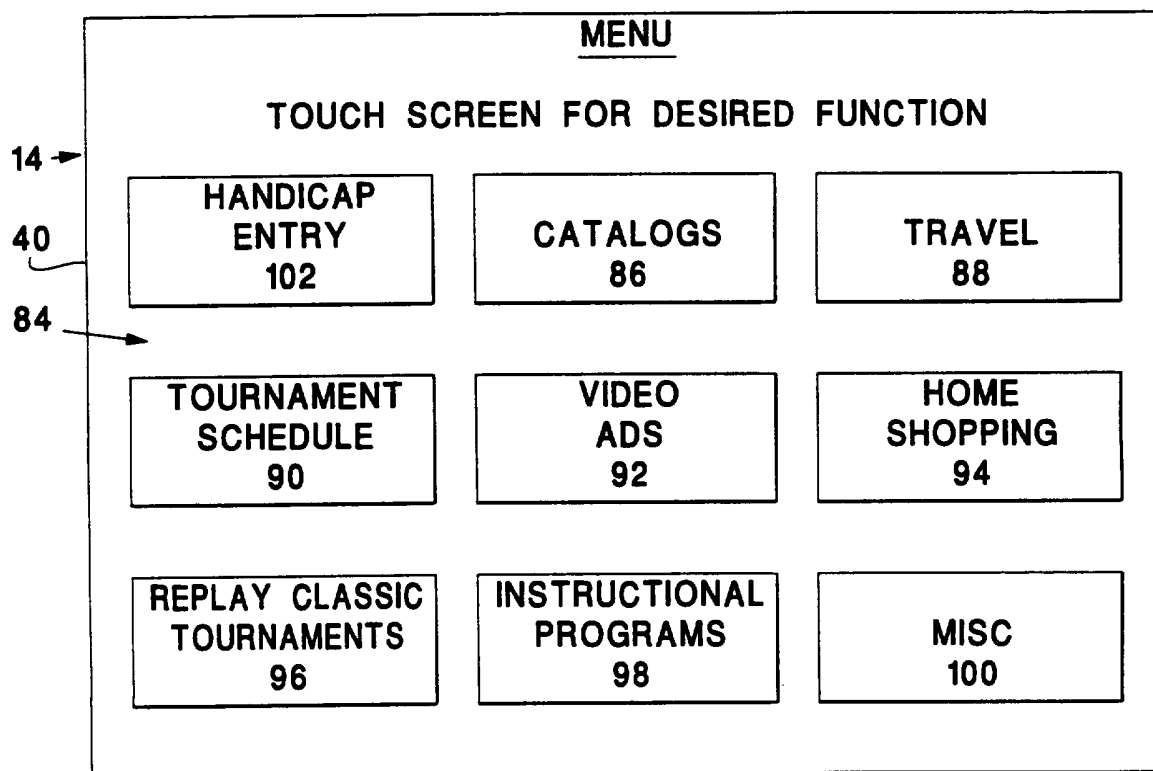 MENU
TOUCH SCREEN FOR DESIRED FUNCTION
14
40
84
HANDICAP
ENTRY
102
CATALOGS
86
TRAVEL
88
TOURNAMENT
SCHEDULE
90
VIDEO
ADS
92
HOME
SHOPPING
94
REPLAY CLASSIC
TOURNAMENTS
96
INSTRUCTIONAL
PROGRAMS
98
MISC
100